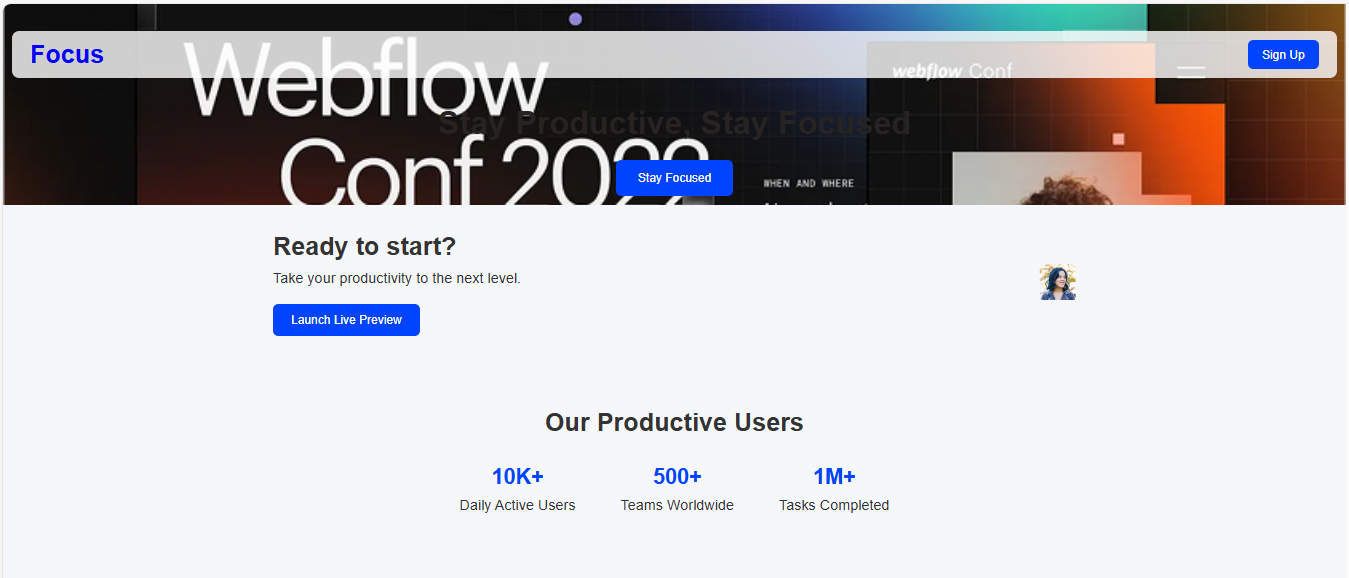 Focus
Sign Up
Webflow
webflow Conf
Stay Productive, Stay Focused
Conf 2022
Stay Focused
WHEN AND WHERE
Ready to start?
Take your productivity to the next level.
Launch Live Preview
Our Productive Users
10K+
500+
1M+
Daily Active Users
Teams Worldwide
Tasks Completed